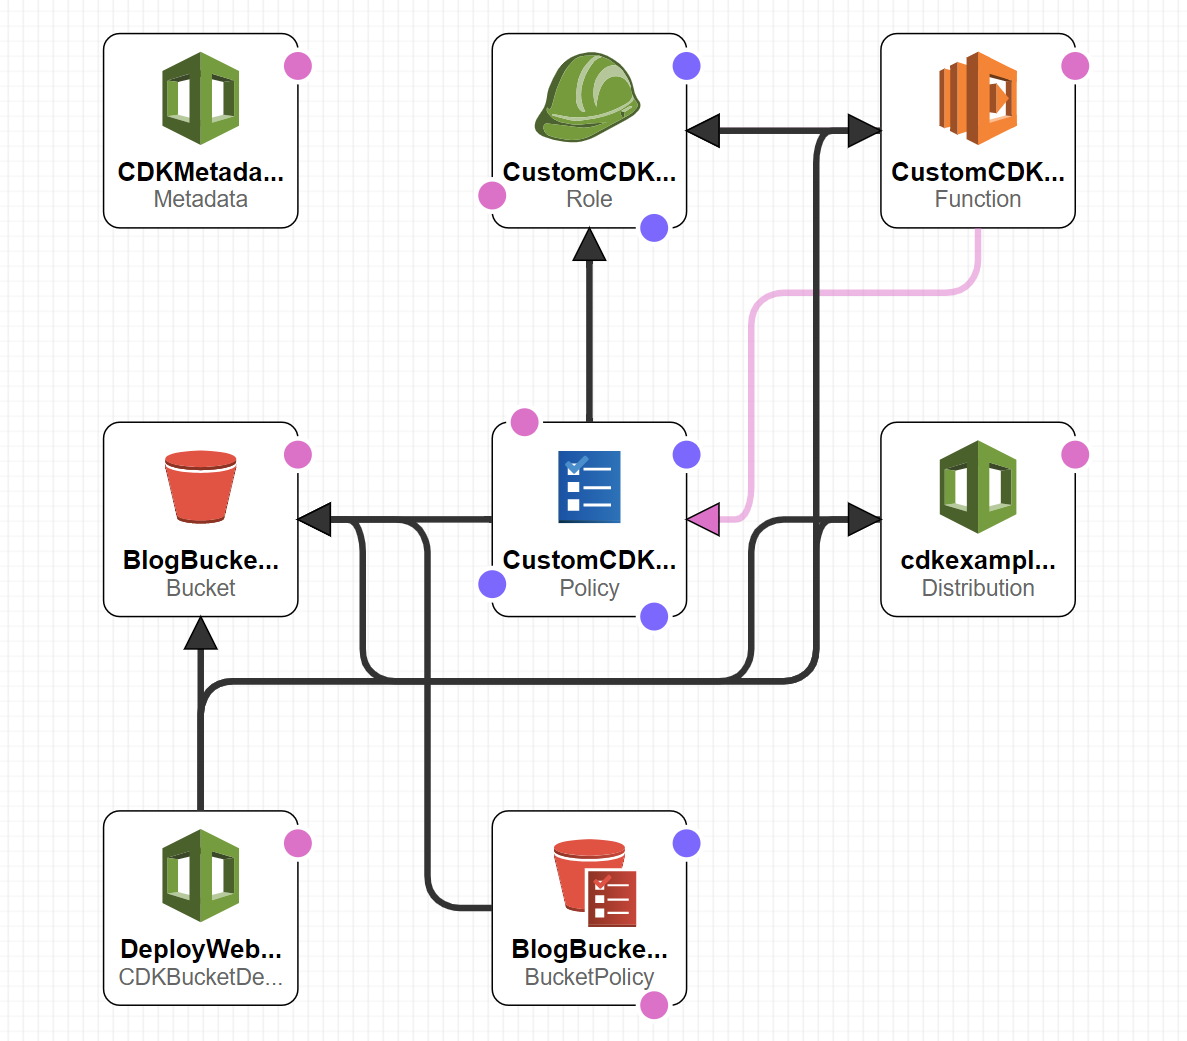 CDKMetada...
Metadata
CustomCDK...
Role
CustomCDK...
Function
BlogBucke...
Bucket
CustomCDK...
Policy
cdkexampl...
Distribution
DeployWeb...
CDKBucketDe...
BlogBucke...
BucketPolicy